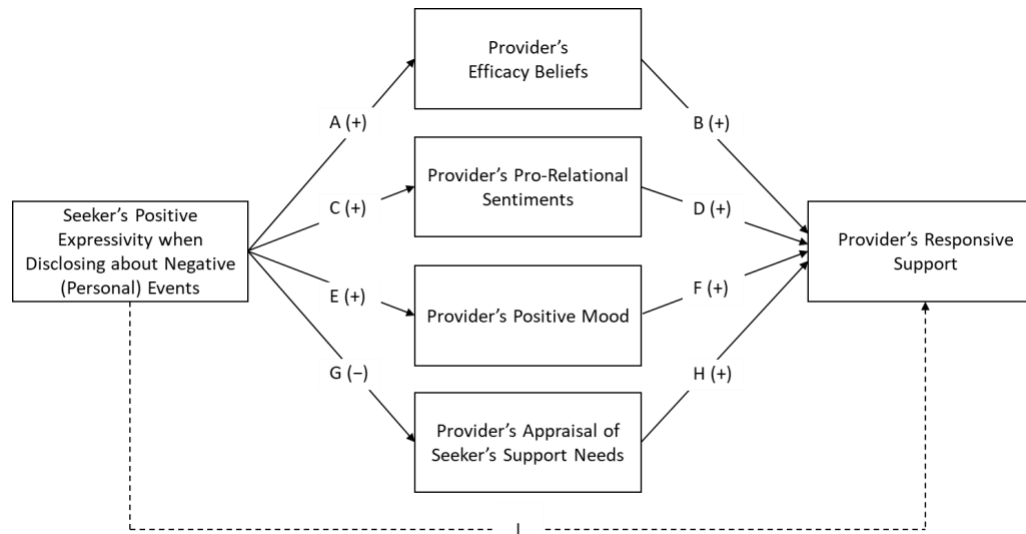 Provider's
Efficacy Beliefs
A (+)
B (+)
Provider's Pro-Relational
Sentiments
C (+)
D (+)
Seeker's Positive
Expressivity when
Disclosing about Negative
(Personal) Events
Provider's Responsive
Support
E (+)
F (+)
Provider's Positive Mood
G (−)
H (+)
Provider's Appraisal of
Seeker's Support Needs